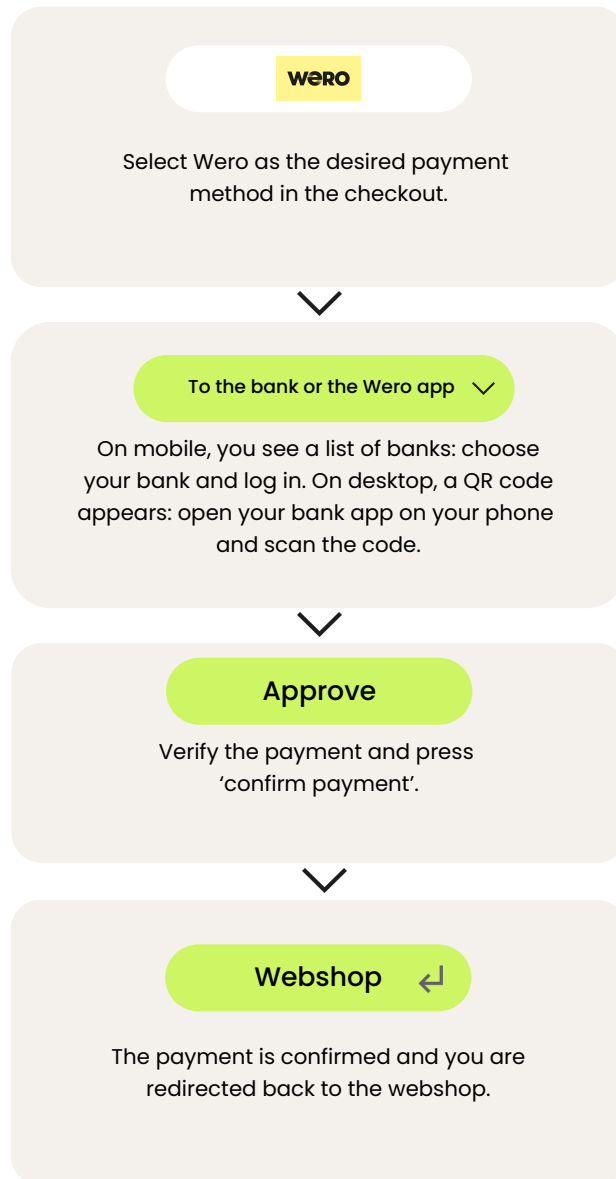 wero
Select Wero as the desired payment
method in the checkout.
To the bank or the Wero app
On mobile, you see a list of banks: choose
your bank and log in. On desktop, a QR code
appears: open your bank app on your phone
and scan the code.
Approve
Verify the payment and press
‘confirm payment’.
Webshop
The payment is confirmed and you are
redirected back to the webshop.